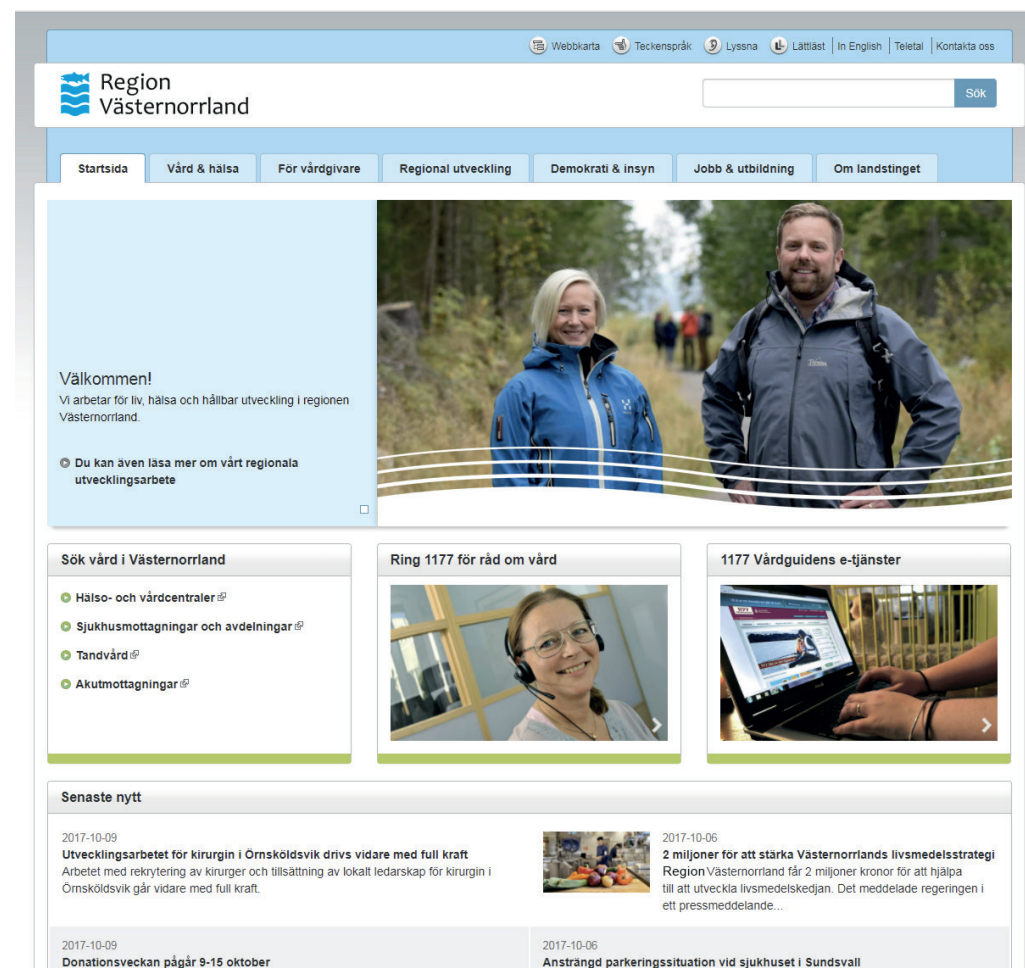 Webbkarta Teckenspråk Lyssna Lättläst In English Teletal Kontakta oss
Region
Västernorrland
Sök
Startsida Vård & hälsa För vårdgivare Regional utveckling Demokrati & insyn Jobb & utbildning Om landstinget
Välkommen!
Vi arbetar för liv, hälsa och hållbar utveckling i regionen
Västernorrland.
Du kan även läsa mer om vårt regionala
utvecklingsarbete
Sök vård i Västernorrland
Hälso- och vårdcentraler
Sjukhusmottagningar och avdelningar
Tandvård
Akutmottagningar
Ring 1177 för råd om vård
1177 Vårdguidens e-tjänster
Senaste nytt
2017-10-09
Utvecklingsarbetet för kirurgin i Örnsköldsvik drivs vidare med full kraft
Arbetet med rekrytering av kirurger och tillsättning av lokalt ledarskap för kirurgin i
Örnsköldsvik går vidare med full kraft.
2017-10-06
2 miljoner för att stärka Västernorrlands livsmedelsstrategi
Region Västernorrland får 2 miljoner kronor för att hjälpa
till att utveckla livsmedelskedjan. Det meddelade regeringen i
ett pressmeddelande...
2017-10-09
Donationsveckan pågår 9-15 oktober
2017-10-06
Ansträngd parkeringssituation vid sjukhuset i Sundsvall